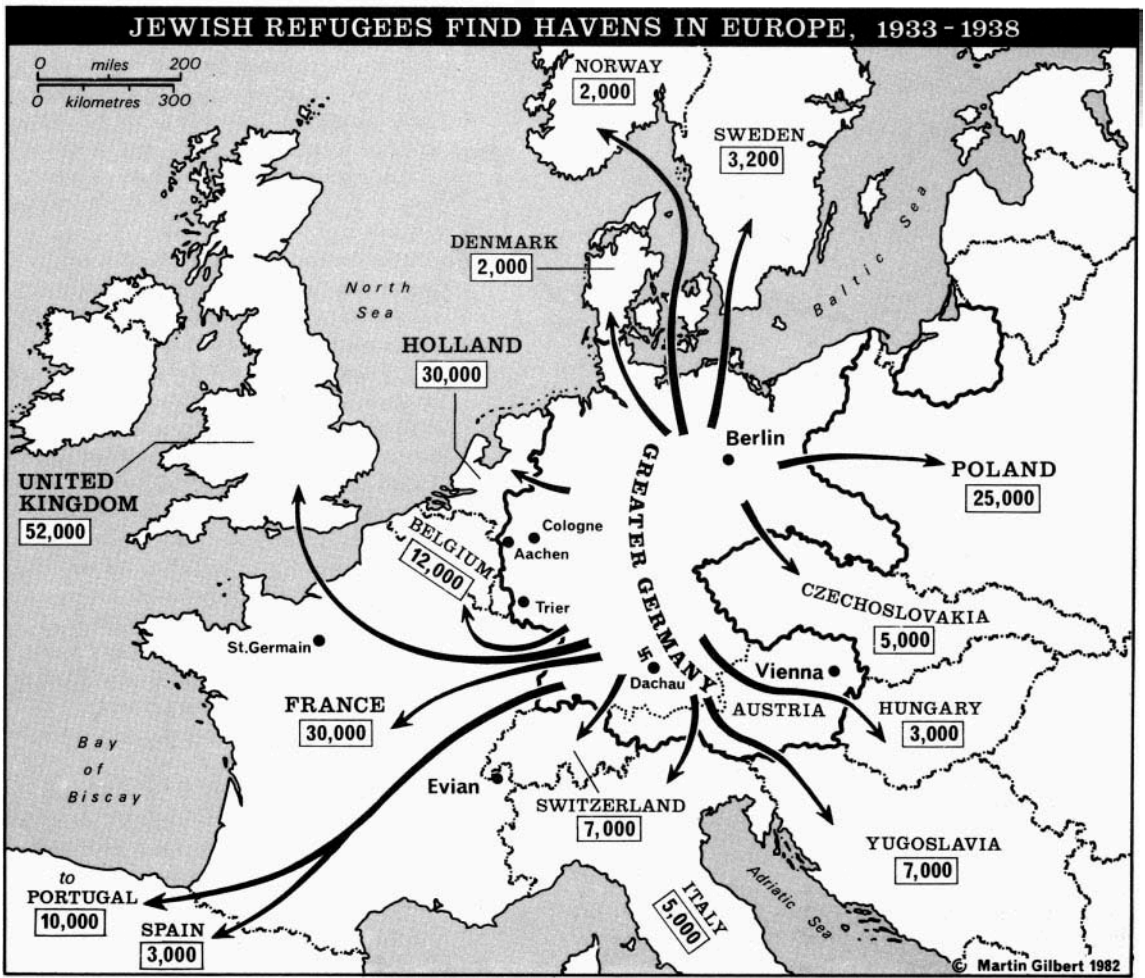 JEWISH REFUGEES FIND HAVENS IN EUROPE, 1933-1938
0 miles 200
0 kilometres 300
NORWAY
2,000
SWEDEN
3,200
DENMARK
2,000
North
Sea
Baltic Sea
HOLLAND
30,000
UNITED
KINGDOM
52,000
BELGIUM
12,000
Cologne
Aachen
Trier
GREATER GERMANY
Berlin
POLAND
25,000
CZECHOSLOVAKIA
5,000
St.Germain
FRANCE
30,000
Dachau
Vienna
AUSTRIA
HUNGARY
3,000
Bay
of
Biscay
Evian
SWITZERLAND
7,000
YUGOSLAVIA
7,000
to
PORTUGAL
10,000
SPAIN
3,000
ITALY
5,000
Adriatic Sea
© Martin Gilbert 1982